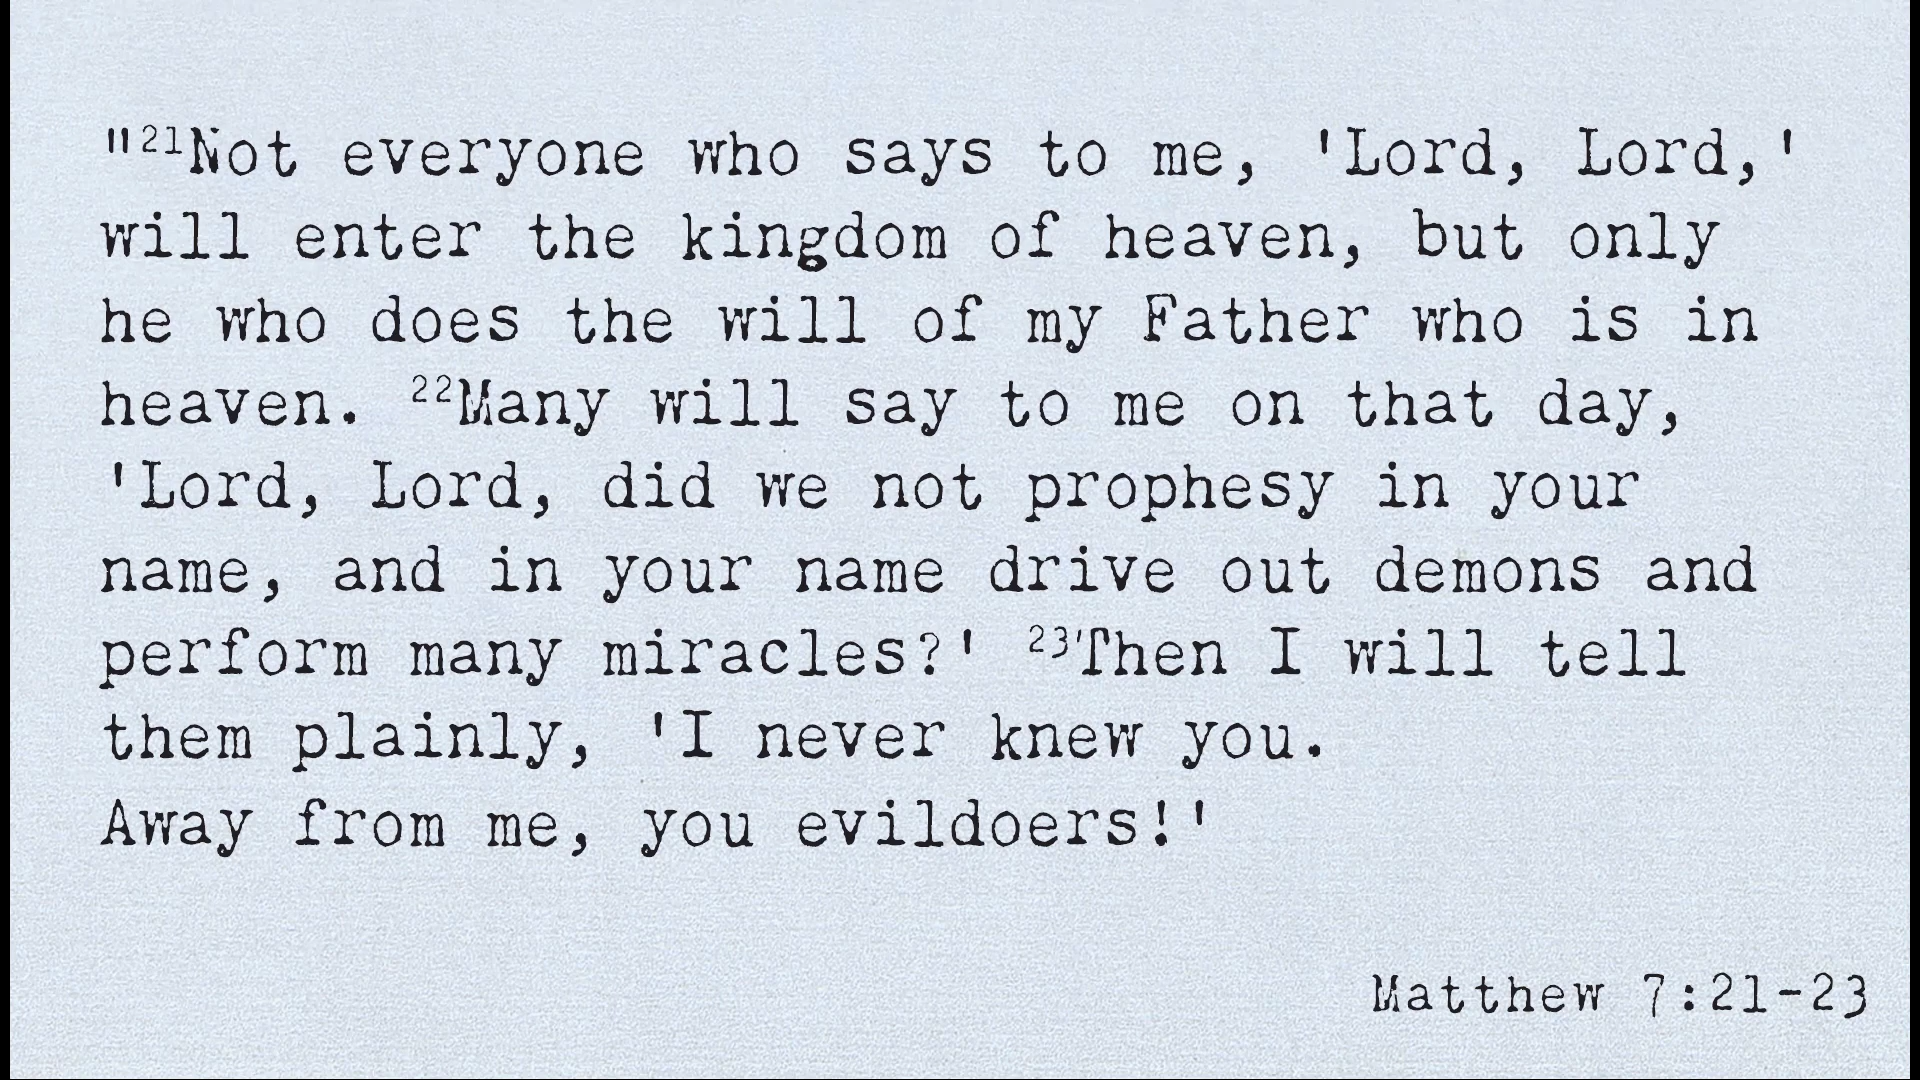 "21Not everyone who says to me, 'Lord, Lord,'
will enter the kingdom of heaven, but only
he who does the will of my Father who is in
heaven. 22Many will say to me on that day,
'Lord, Lord, did we not prophesy in your
name, and in your name drive out demons and
perform many miracles?' 23Then I will tell
them plainly, 'I never knew you.
Away from me, you evildoers!'
Matthew 7:21-23